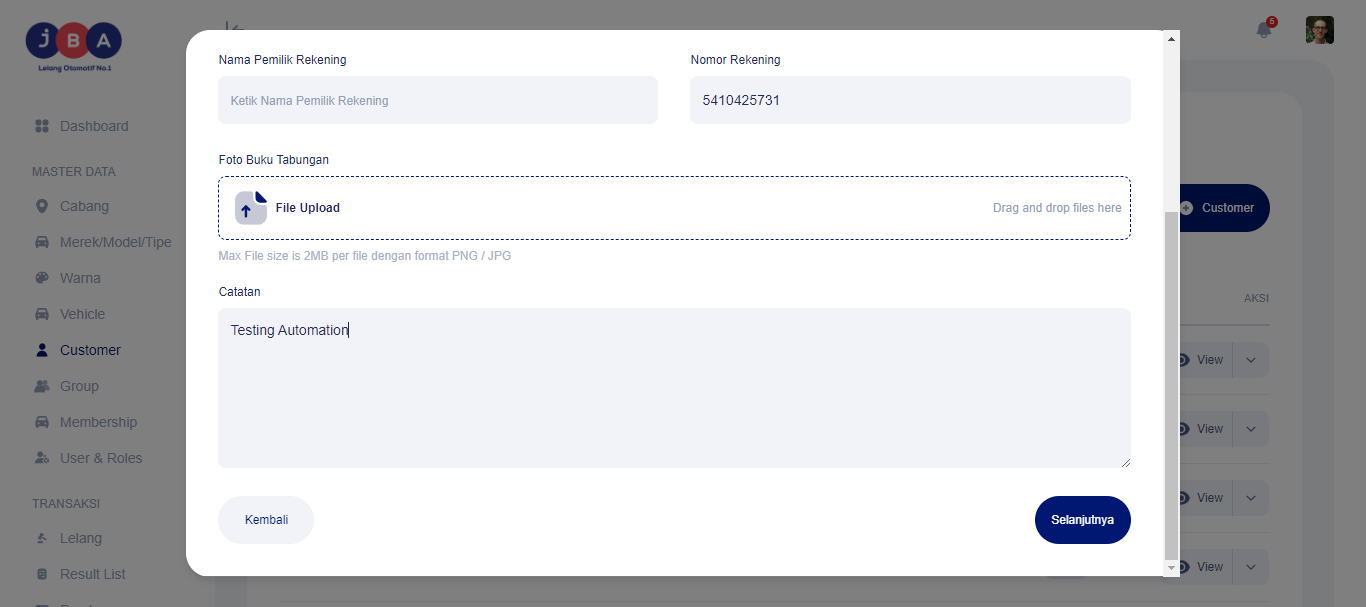 JBA
Lelang Otomotif No.1
6
Dashboard
MASTER DATA
Cabang
Merek/Model/Tipe
Warna
Vehicle
Customer
Group
Membership
User & Roles
TRANSAKSI
Lelang
Result List
Nama Pemilik Rekening
Nomor Rekening
Ketik Nama Pemilik Rekening
5410425731
Foto Buku Tabungan
File Upload
Drag and drop files here
Max File size is 2MB per file dengan format PNG / JPG
Catatan
Testing Automation
Kembali
Selanjutnya
Customer
AKSI
View
View
View
View